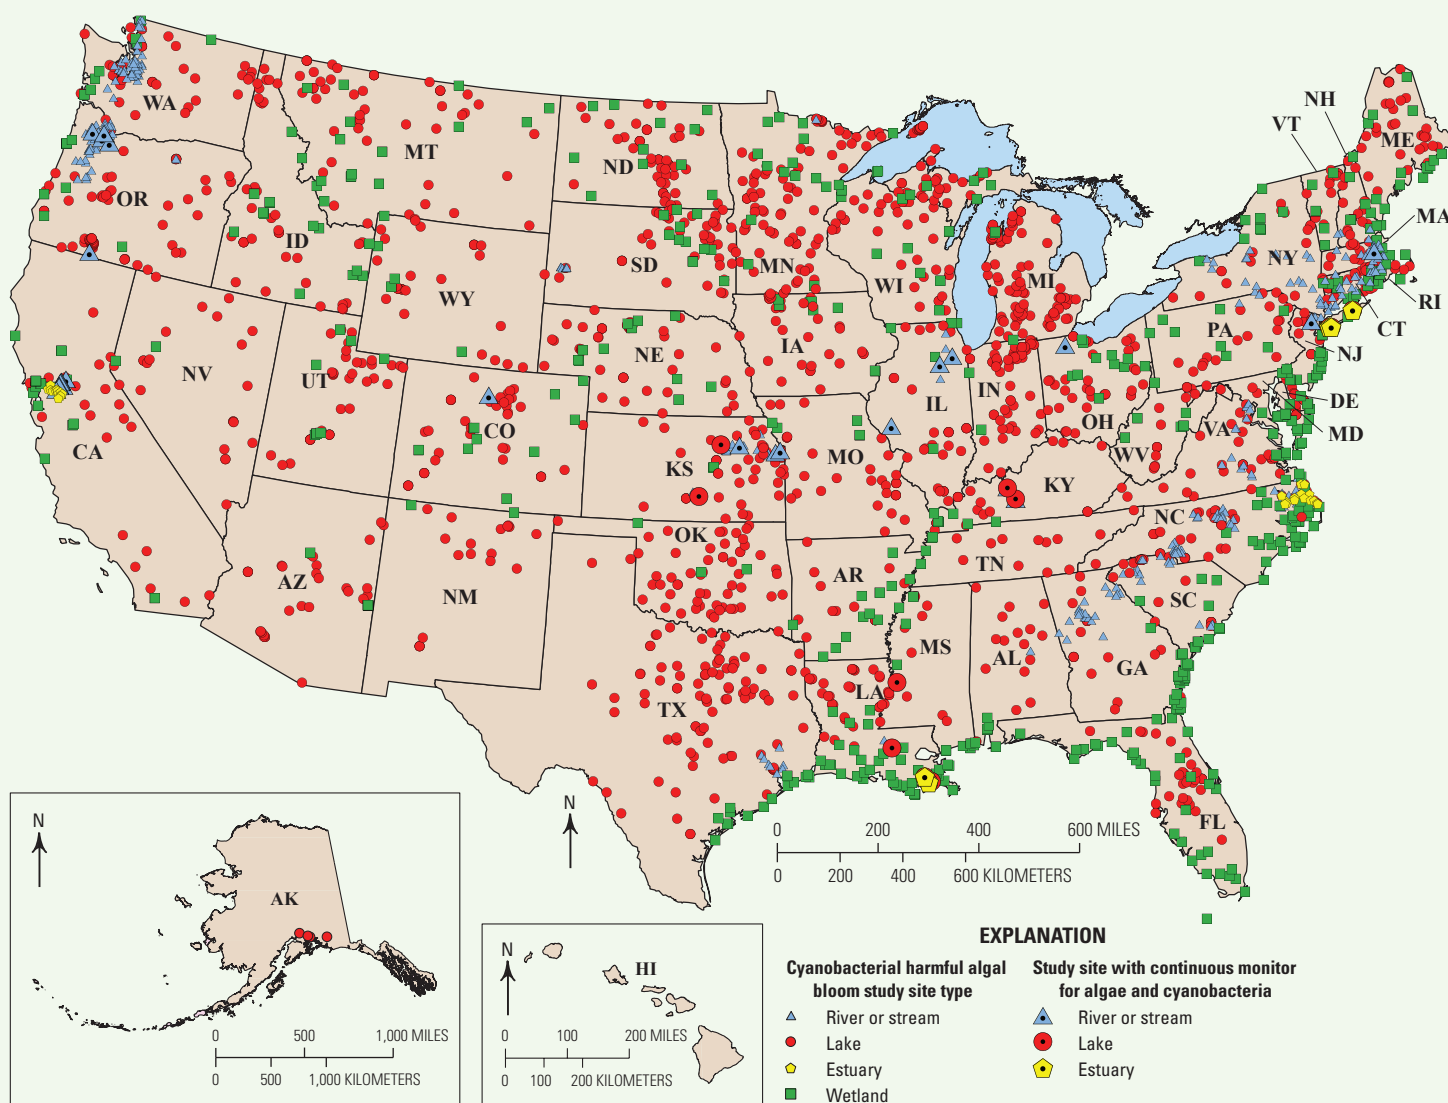 NH
VT
ME
WA
MT
ND
OR
MA
ID
SD
MN
NY
WI
MI
WY
RI
PA
CT
IA
NE
NJ
NV
UT
IL
IN
DE
OH
CO
VA
MD
CA
WV
KS
MO
KY
NC
OK
TN
AR
AZ
NM
SC
MS
AL
GA
LA
TX
FL
N
0 200 400 600 MILES
0 200 400 600 KILOMETERS
N
AK
0 500 1,000 MILES
0 500 1,000 KILOMETERS
N
HI
0 100 200 MILES
0 100 200 KILOMETERS
EXPLANATION
Cyanobacterial harmful algal
bloom study site type
River or stream
Lake
Estuary
Wetland
Study site with continuous monitor
for algae and cyanobacteria
River or stream
Lake
Estuary